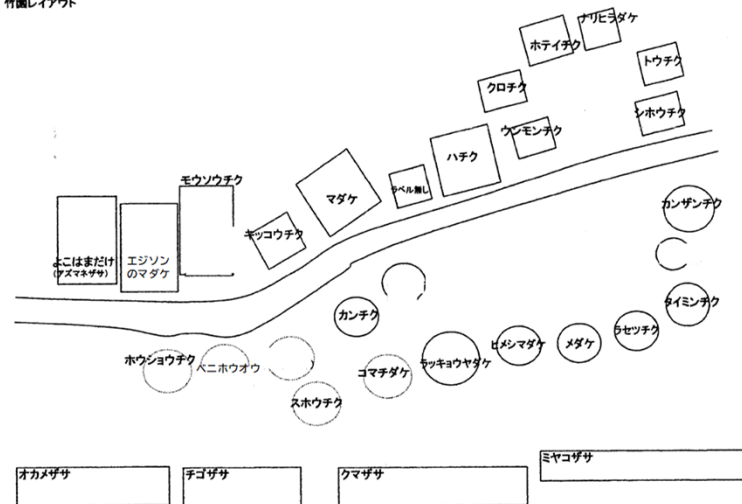 竹園レイアウト
ナリヒラダケ
ホテイチク
トウチク
クロチク
シホウチク
ウンモンチク
ハチク
モウソウチク
マダケ
ラベル無し
キッコウチク
カンザンチク
よこはまだけ
(アズマネザサ)
エジソン
のマダケ
カンチク
タイミンチク
ラセツチク
ヒメシマダケ
メダケ
ラッキョウヤダケ
ホウショウチク
ベニホウオウ
コマチダケ
スホウチク
オカメザサ
チゴザサ
クマザサ
ミヤコザサ